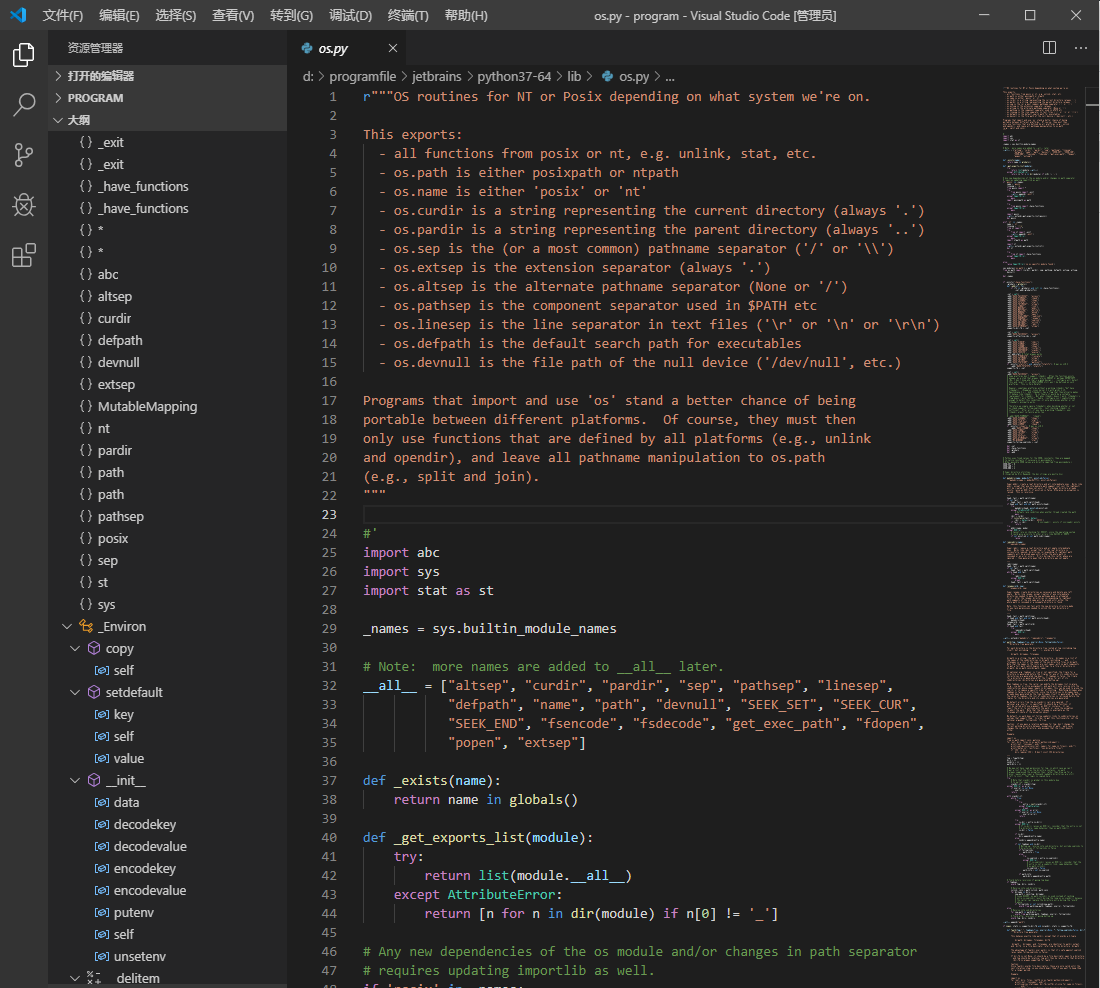 文件(F) 编辑(E) 选择(S) 查看(V) 转到(G) 调试(D) 终端(T) 帮助(H) os.py - program - Visual Studio Code [管理员]
资源管理器
打开的编辑器
PROGRAM
大纲
{} _exit
{} _exit
{} _have_functions
{} _have_functions
{} *
{} *
{} abc
{} altsep
{} curdir
{} defpath
{} devnull
{} extsep
{} MutableMapping
{} nt
{} pardir
{} path
{} path
{} pathsep
{} posix
{} sep
{} st
{} sys
_Environ
copy
self
setdefault
key
self
value
__init__
data
decodekey
decodevalue
encodekey
encodevalue
putenv
self
unsetenv
__delitem__
os.py
d: > programfile > jetbrains > python37-64 > lib > os.py > ...
1 r"""OS routines for NT or Posix depending on what system we're on.
2
3 This exports:
4   - all functions from posix or nt, e.g. unlink, stat, etc.
5   - os.path is either posixpath or ntpath
6   - os.name is either 'posix' or 'nt'
7   - os.curdir is a string representing the current directory (always '.')
8   - os.pardir is a string representing the parent directory (always '..')
9   - os.sep is the (or a most common) pathname separator ('/' or '\\')
10   - os.extsep is the extension separator (always '.')
11   - os.altsep is the alternate pathname separator (None or '/')
12   - os.pathsep is the component separator used in $PATH etc
13   - os.linesep is the line separator in text files ('\r' or '\n' or '\r\n')
14   - os.defpath is the default search path for executables
15   - os.devnull is the file path of the null device ('/dev/null', etc.)
16
17 Programs that import and use 'os' stand a better chance of being
18 portable between different platforms.  Of course, they must then
19 only use functions that are defined by all platforms (e.g., unlink
20 and opendir), and leave all pathname manipulation to os.path
21 (e.g., split and join).
22 """
23
24 #'
25 import abc
26 import sys
27 import stat as st
28
29 _names = sys.builtin_module_names
30
31 # Note:  more names are added to __all__ later.
32 __all__ = ["altsep", "curdir", "pardir", "sep", "pathsep", "linesep",
33            "defpath", "name", "path", "devnull", "SEEK_SET", "SEEK_CUR",
34            "SEEK_END", "fsencode", "fsdecode", "get_exec_path", "fdopen",
35            "popen", "extsep"]
36
37 def _exists(name):
38     return name in globals()
39
40 def _get_exports_list(module):
41     try:
42         return list(module.__all__)
43     except AttributeError:
44         return [n for n in dir(module) if n[0] != '_']
45
46 # Any new dependencies of the os module and/or changes in path separator
47 # requires updating importlib as well.
48 if 'posix' in _names: